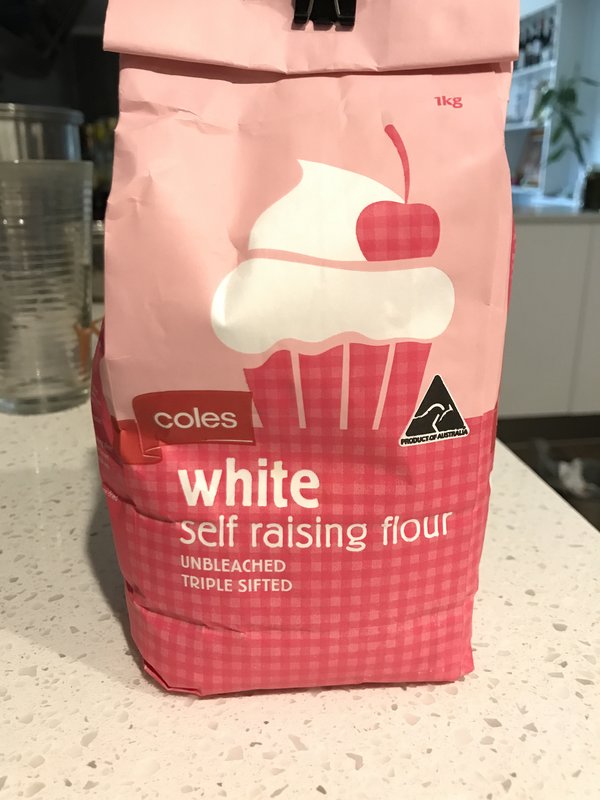 1kg
coles
PRODUCT OF AUSTRALIA
white
self raising flour
UNBLEACHED
TRIPLE SIFTED